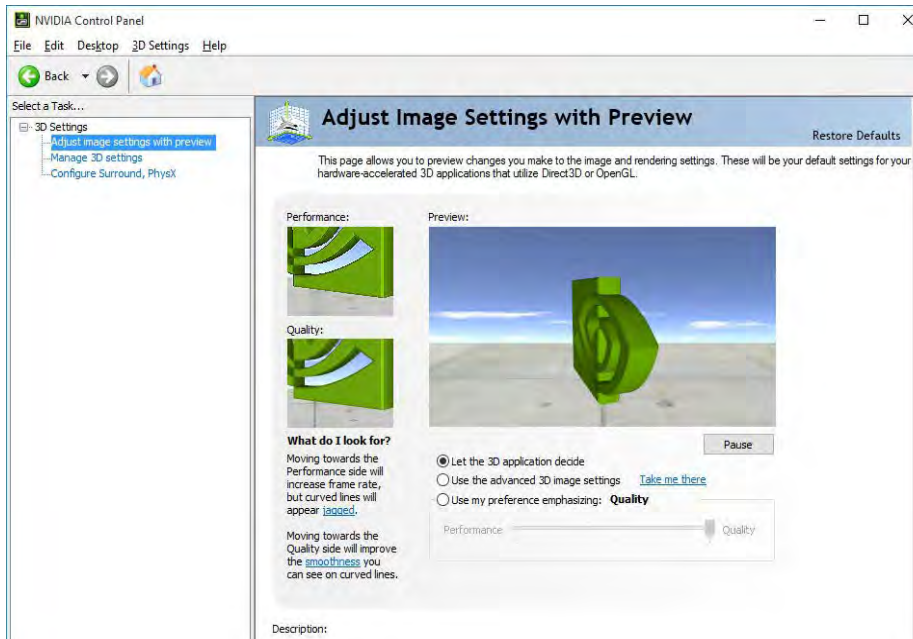 NVIDIA Control Panel
File Edit Desktop 3D Settings Help
Back
Select a Task...
3D Settings
Adjust image settings with preview
Manage 3D settings
Configure Surround, PhysX
Adjust Image Settings with Preview
Restore Defaults
This page allows you to preview changes you make to the image and rendering settings. These will be your default settings for your
hardware-accelerated 3D applications that utilize Direct3D or OpenGL.
Performance:
Preview:
Quality:
What do I look for?
Moving towards the
Performance side will
increase frame rate,
but curved lines will
appear jagged.
Moving towards the
Quality side will improve
the smoothness you
can see on curved lines.
Pause
Let the 3D application decide
Use the advanced 3D image settings Take me there
Use my preference emphasizing: Quality
Performance Quality
Description: